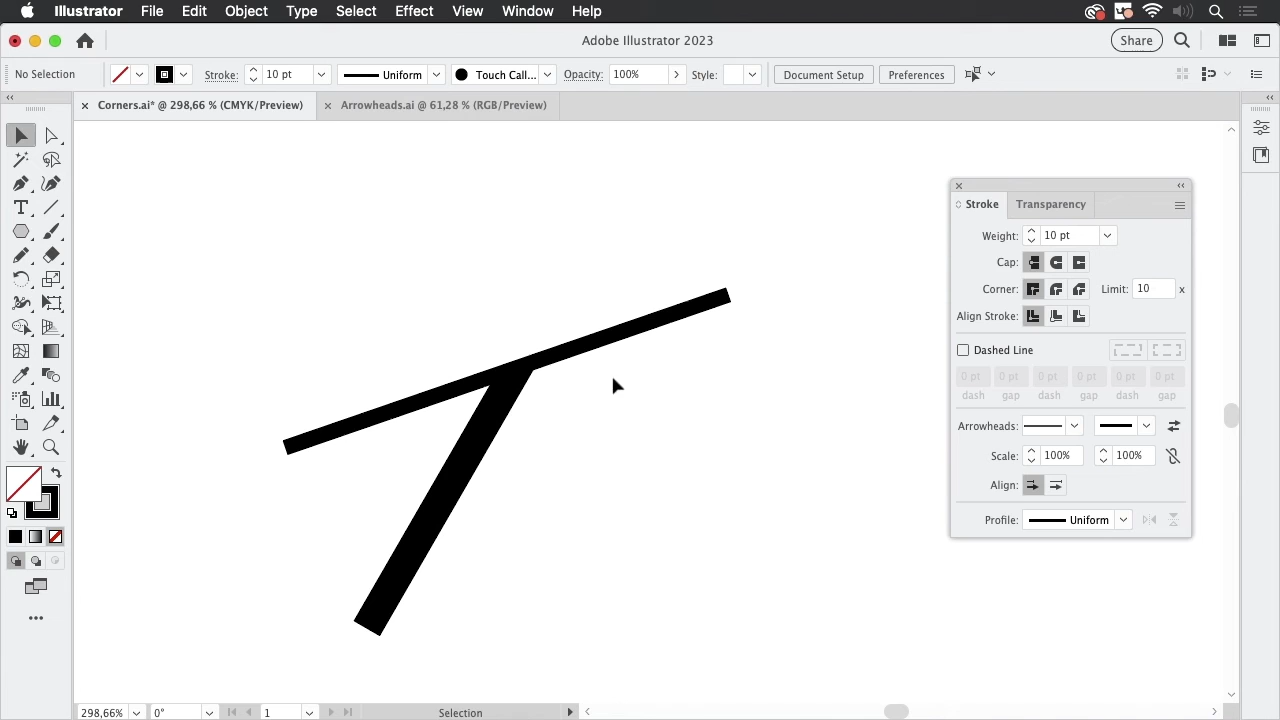 Illustrator File Edit Object Type Select Effect View Window Help
Adobe Illustrator 2023
Share
No Selection
Stroke: 10 pt
Uniform
Touch Call...
Opacity: 100%
Style:
Document Setup
Preferences
Corners.ai* @ 298,66 % (CMYK/Preview)
Arrowheads.ai @ 61,28 % (RGB/Preview)
Stroke
Transparency
Weight: 10 pt
Cap:
Corner: Limit: 10 x
Align Stroke:
Dashed Line
0 pt 0 pt 0 pt 0 pt 0 pt 0 pt
dash gap dash gap dash gap
Arrowheads:
Scale: 100% 100%
Align:
Profile: Uniform
298,66% 0° 1 Selection